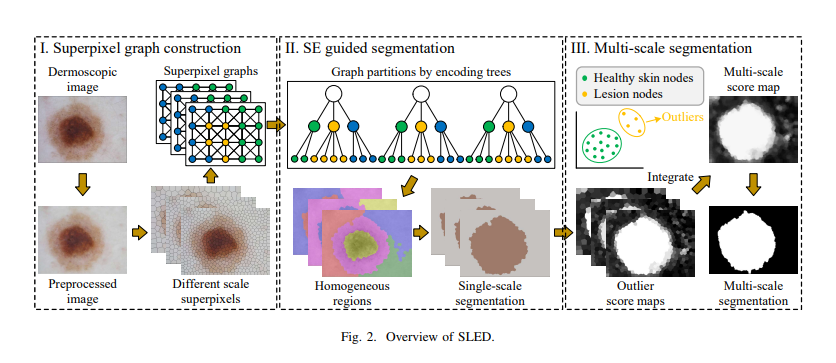 I. Superpixel graph construction
Dermoscopic
image
Superpixel graphs
Preprocessed
image
Different scale
superpixels
II. SE guided segmentation
Graph partitions by encoding trees
Homogeneous
regions
Single-scale
segmentation
III. Multi-scale segmentation
Healthy skin nodes
Lesion nodes
Multi-scale
score map
Outliers
Integrate
Outlier
score maps
Multi-scale
segmentation
Fig. 2. Overview of SLED.